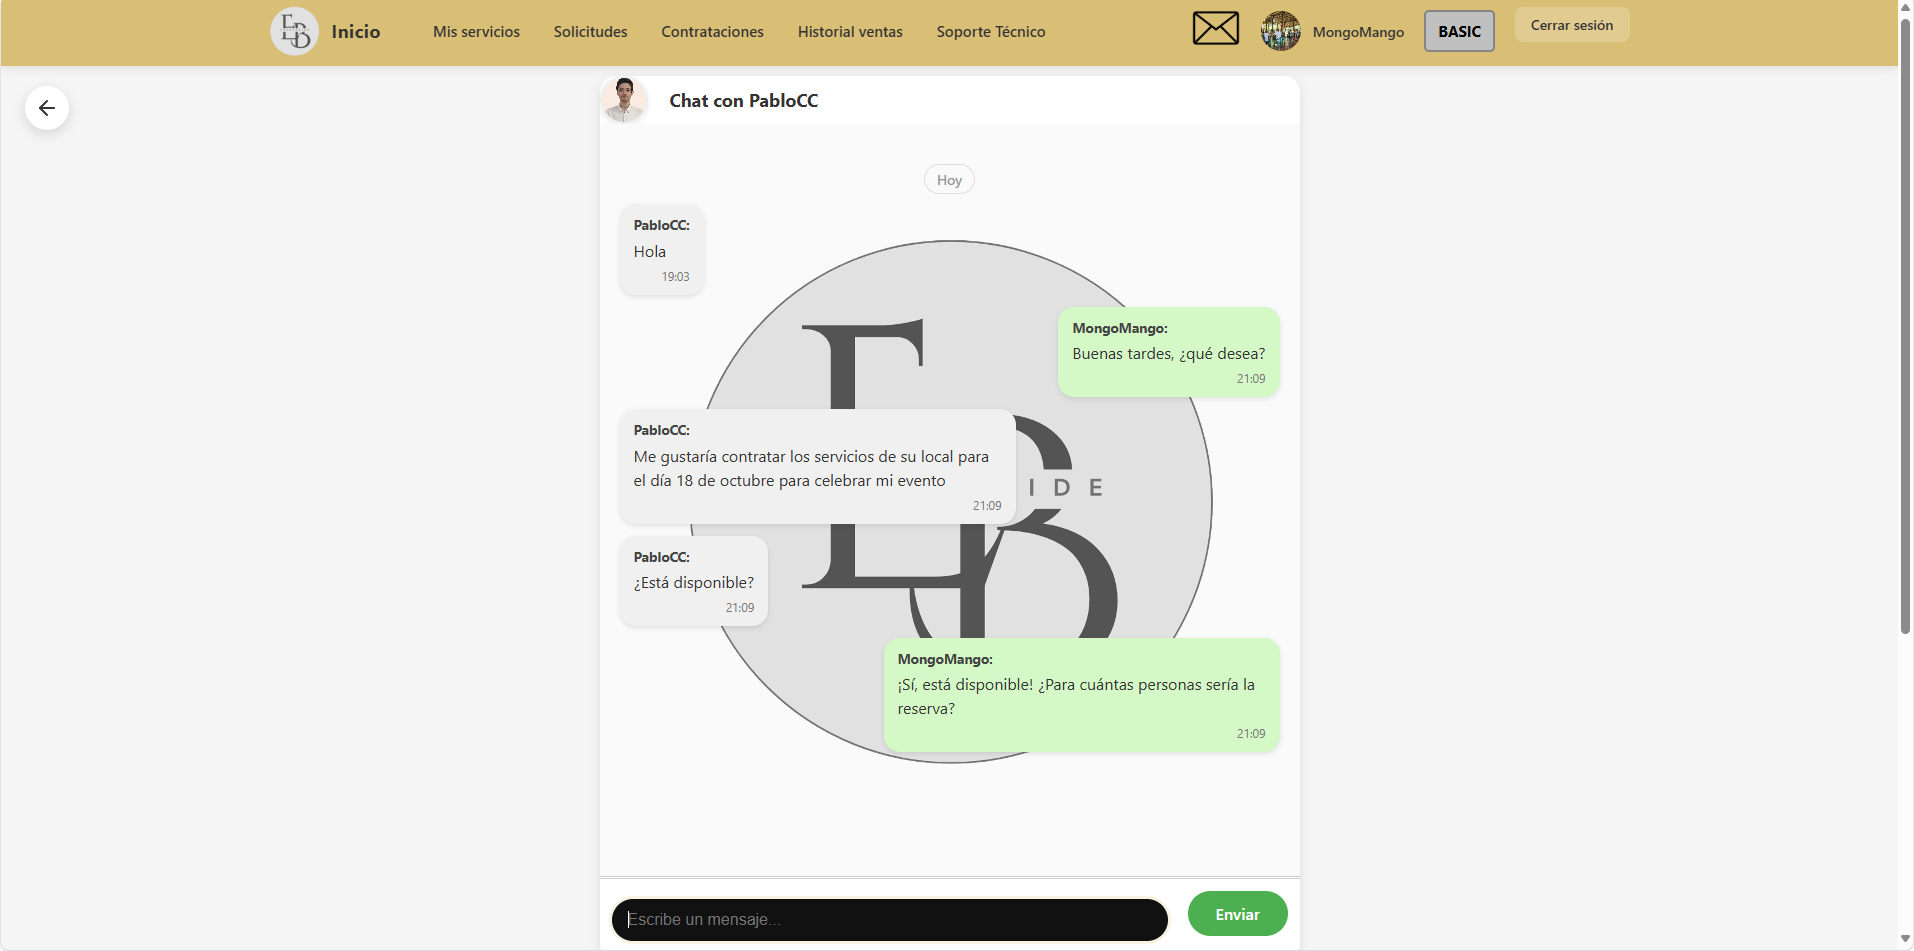 Inicio
Mis servicios
Solicitudes
Contrataciones
Historial ventas
Soporte Técnico
MongoMango
BASIC
Cerrar sesión
Chat con PabloCC
Hoy
PabloCC:
Hola
19:03
MongoMango:
Buenas tardes, ¿qué desea?
21:09
PabloCC:
Me gustaría contratar los servicios de su local para
el día 18 de octubre para celebrar mi evento
21:09
IDE
PabloCC:
¿Está disponible?
21:09
MongoMango:
¡Sí, está disponible! ¿Para cuántas personas sería la
reserva?
21:09
Escribe un mensaje...
Enviar